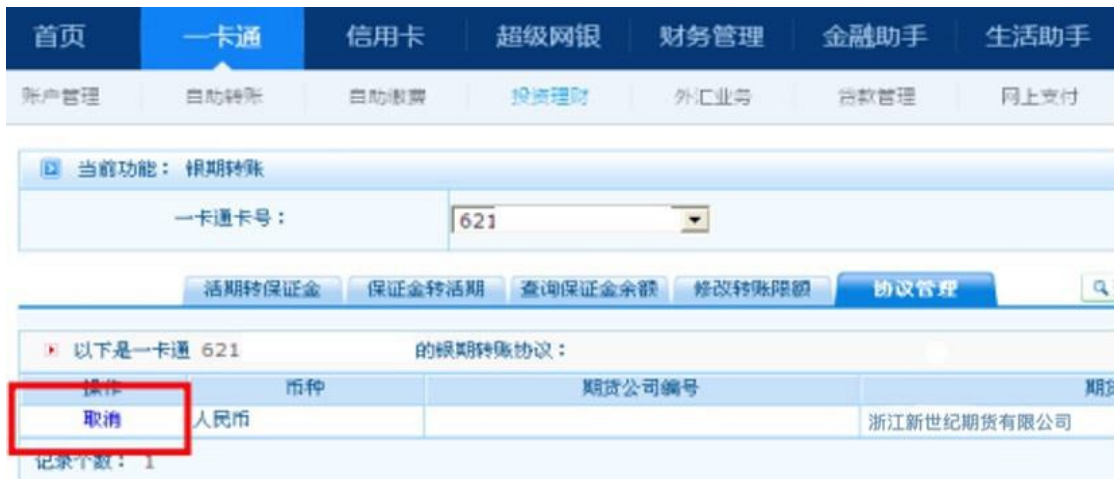 首页 一卡通 信用卡 超级网银 财务管理 金融助手 生活助手
账户管理 自助转账 自助缴费 投资理财 外汇业务 贷款管理 网上支付
当前功能： 银期转账
一卡通卡号： 621
活期转保证金 保证金转活期 查询保证金余额 修改转账限额 协议管理
以下是一卡通 621 的银期转账协议：
操作 币种 期货公司编号 期货
取消 人民币 浙江新世纪期货有限公司
记录个数： 1